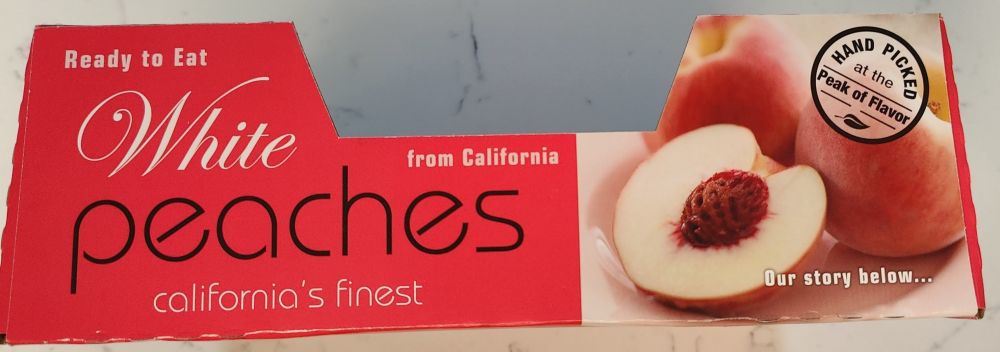 Ready to Eat
White
from California
peaches
california's finest
HAND PICKED
at the
Peak of Flavor
Our story below...